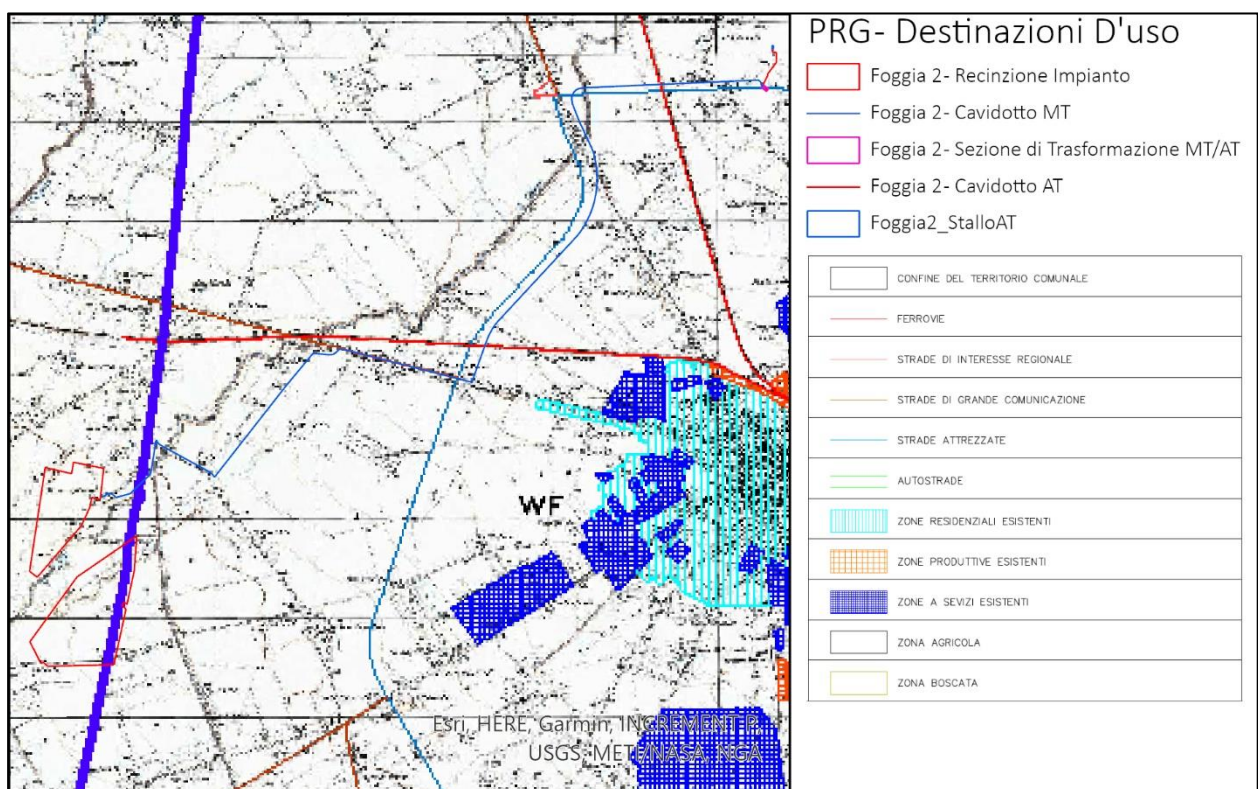 PRG- Destinazioni D'uso
Foggia 2- Recinzione Impianto
Foggia 2- Cavidotto MT
Foggia 2- Sezione di Trasformazione MT/AT
Foggia 2- Cavidotto AT
Foggia2_StalloAT
CONFINE DEL TERRITORIO COMUNALE
FERROVIE
STRADE DI INTERESSE REGIONALE
STRADE DI GRANDE COMUNICAZIONE
STRADE ATTREZZATE
AUTOSTRADE
ZONE RESIDENZIALI ESISTENTI
ZONE PRODUTTIVE ESISTENTI
ZONE A SEVIZI ESISTENTI
ZONA AGRICOLA
ZONA BOSCATA
WF
Esri, HERE, Garmin, INCREMENT P,
USGS, METI/NASA, NGA